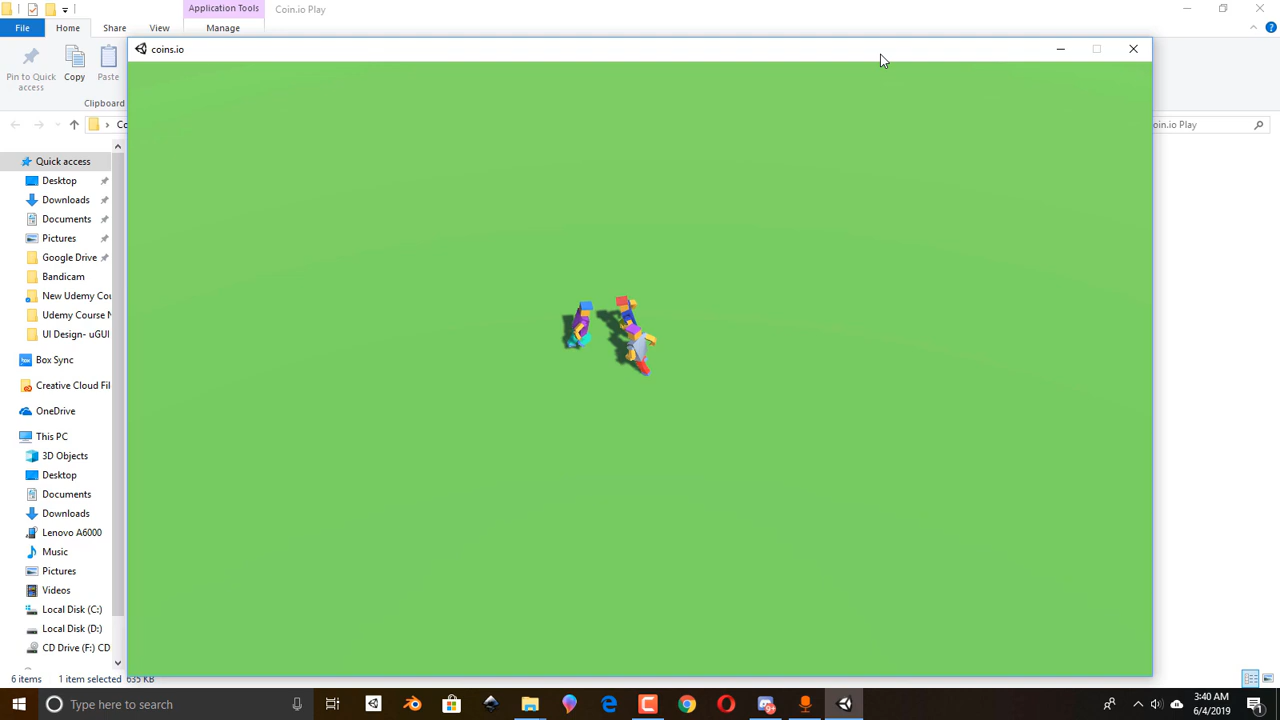 Application Tools
Coin.io Play
File
Home
Share
View
Manage
Pin to Quick
access
Copy
Paste
Clipboard
coins.io
Co
oin.io Play
Quick access
Desktop
Downloads
Documents
Pictures
Google Drive
Bandicam
New Udemy Cou
Udemy Course N
UI Design- uGUI
Box Sync
Creative Cloud Fil
OneDrive
This PC
3D Objects
Desktop
Documents
Downloads
Lenovo A6000
Music
Pictures
Videos
Local Disk (C:)
Local Disk (D:)
CD Drive (F:) CD
6 items
1 item selected
635 KB
Type here to search
3:40 AM
6/4/2019